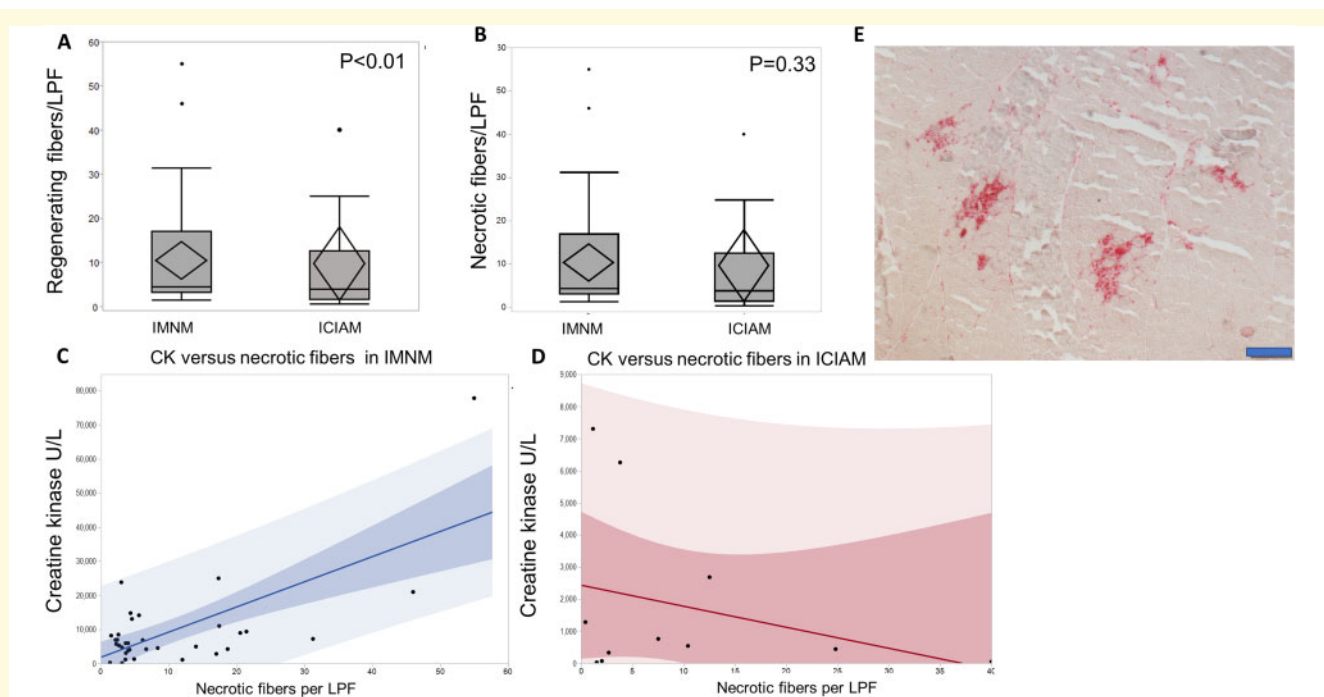 A
60
50
40
30
20
10
0
Regenerating fibers/LPF
P<0.01
IMNM
ICIAM
B
30
50
40
30
20
10
0
Necrotic fibers/LPF
P=0.33
IMNM
ICIAM
E
C
CK versus necrotic fibers in IMNM
80,000
70,000
60,000
50,000
40,000
30,000
20,000
10,000
0
Creatine kinase U/L
0
10
20
30
40
50
60
Necrotic fibers per LPF
D
CK versus necrotic fibers in ICIAM
9,000
8,000
7,000
6,000
5,000
4,000
3,000
2,000
1,000
0
Creatine kinase U/L
0
5
10
15
20
25
30
35
40
Necrotic fibers per LPF